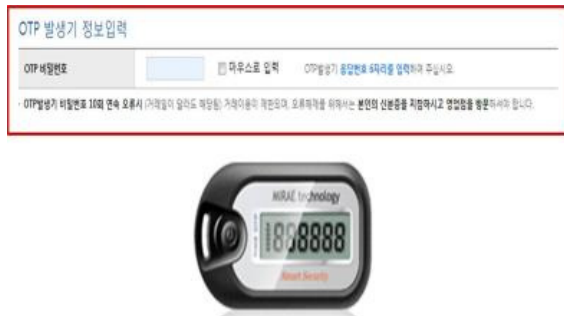 OTP 발생기 정보입력
OTP 비밀번호 마우스로 입력 OTP발생기 응답번호 6자리를 입력하여 주십시오.
· OTP발생기 비밀번호 10회 연속 오류시 (거래일이 달라도 해당됨) 거래이용이 제한되며, 오류해제를 위해서는 본인의 신분증을 지참하시고 영업점을 방문하셔야 합니다.
MIRAE technology
888888
Smart Security